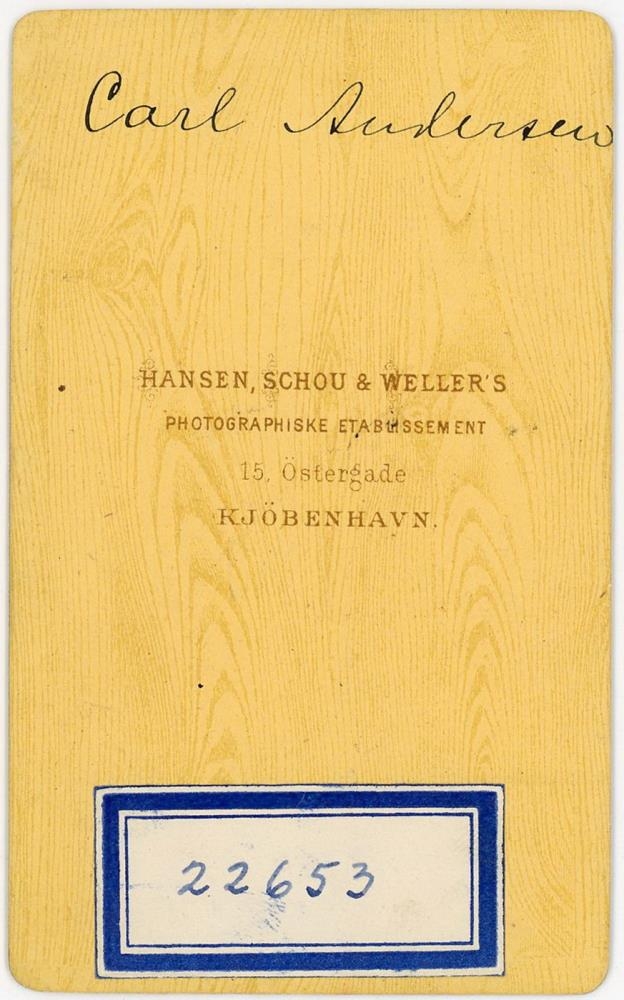 Carl Andersen
HANSEN, SCHOU & WELLER'S
PHOTOGRAPHISKE ETABLISSEMENT
15, Östergade
KJÖBENHAVN.
22653